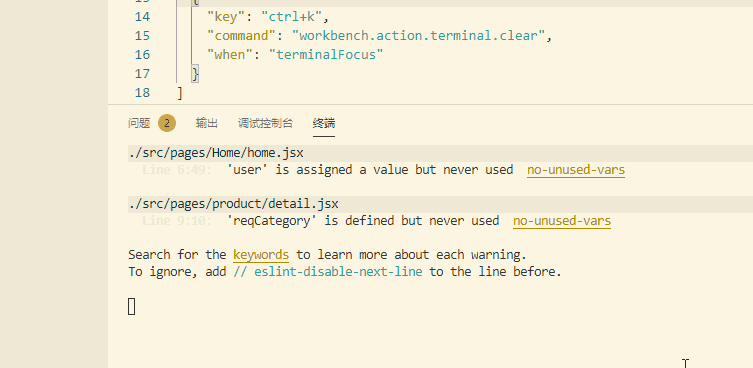 {
14 "key": "ctrl+k",
15 "command": "workbench.action.terminal.clear",
16 "when": "terminalFocus"
17 }
18 ]
问题 2 输出 调试控制台 终端
./src/pages/Home/home.jsx
Line 6:49: 'user' is assigned a value but never used no-unused-vars
./src/pages/product/detail.jsx
Line 9:10: 'reqCategory' is defined but never used no-unused-vars
Search for the keywords to learn more about each warning.
To ignore, add // eslint-disable-next-line to the line before.